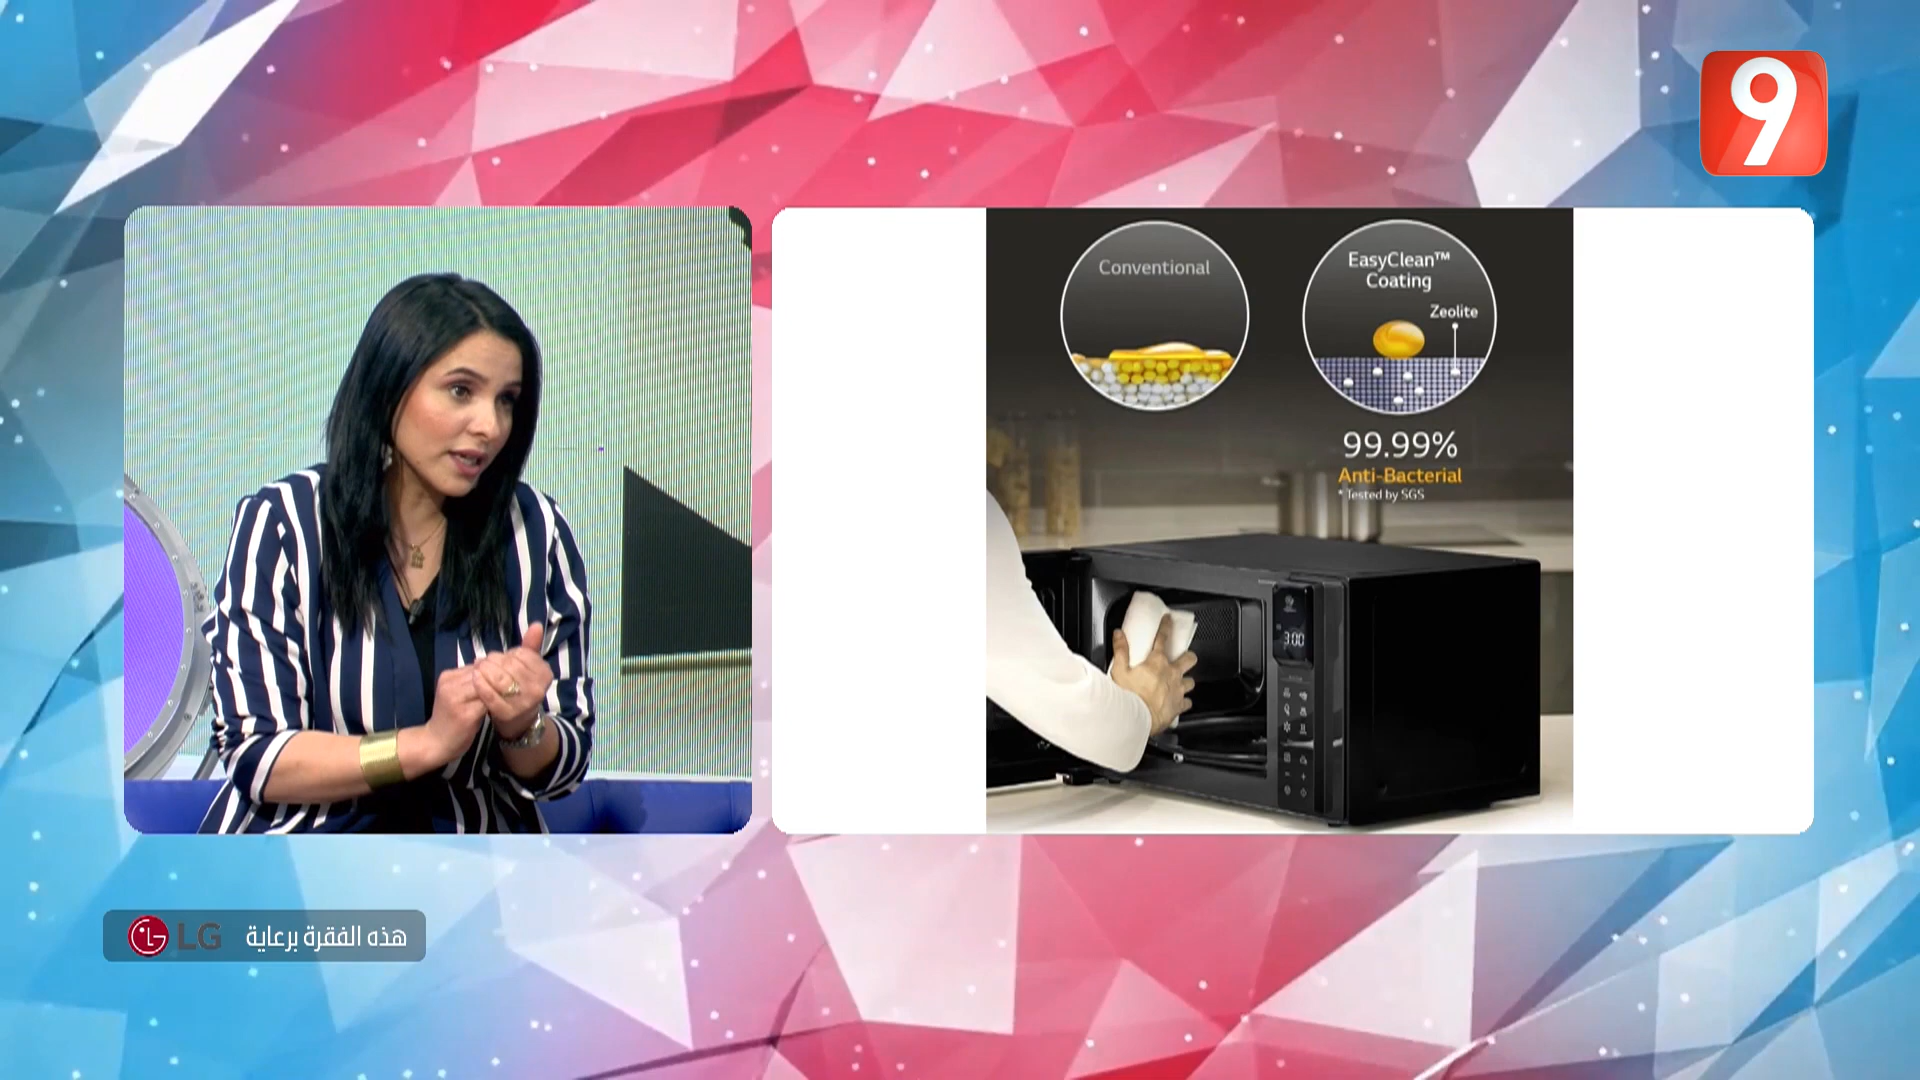 9
Conventional
EasyClean™
Coating
Zeolite
99.99%
Anti-Bacterial
* Tested by SGS
3:00
LG هذه الفقرة برعاية